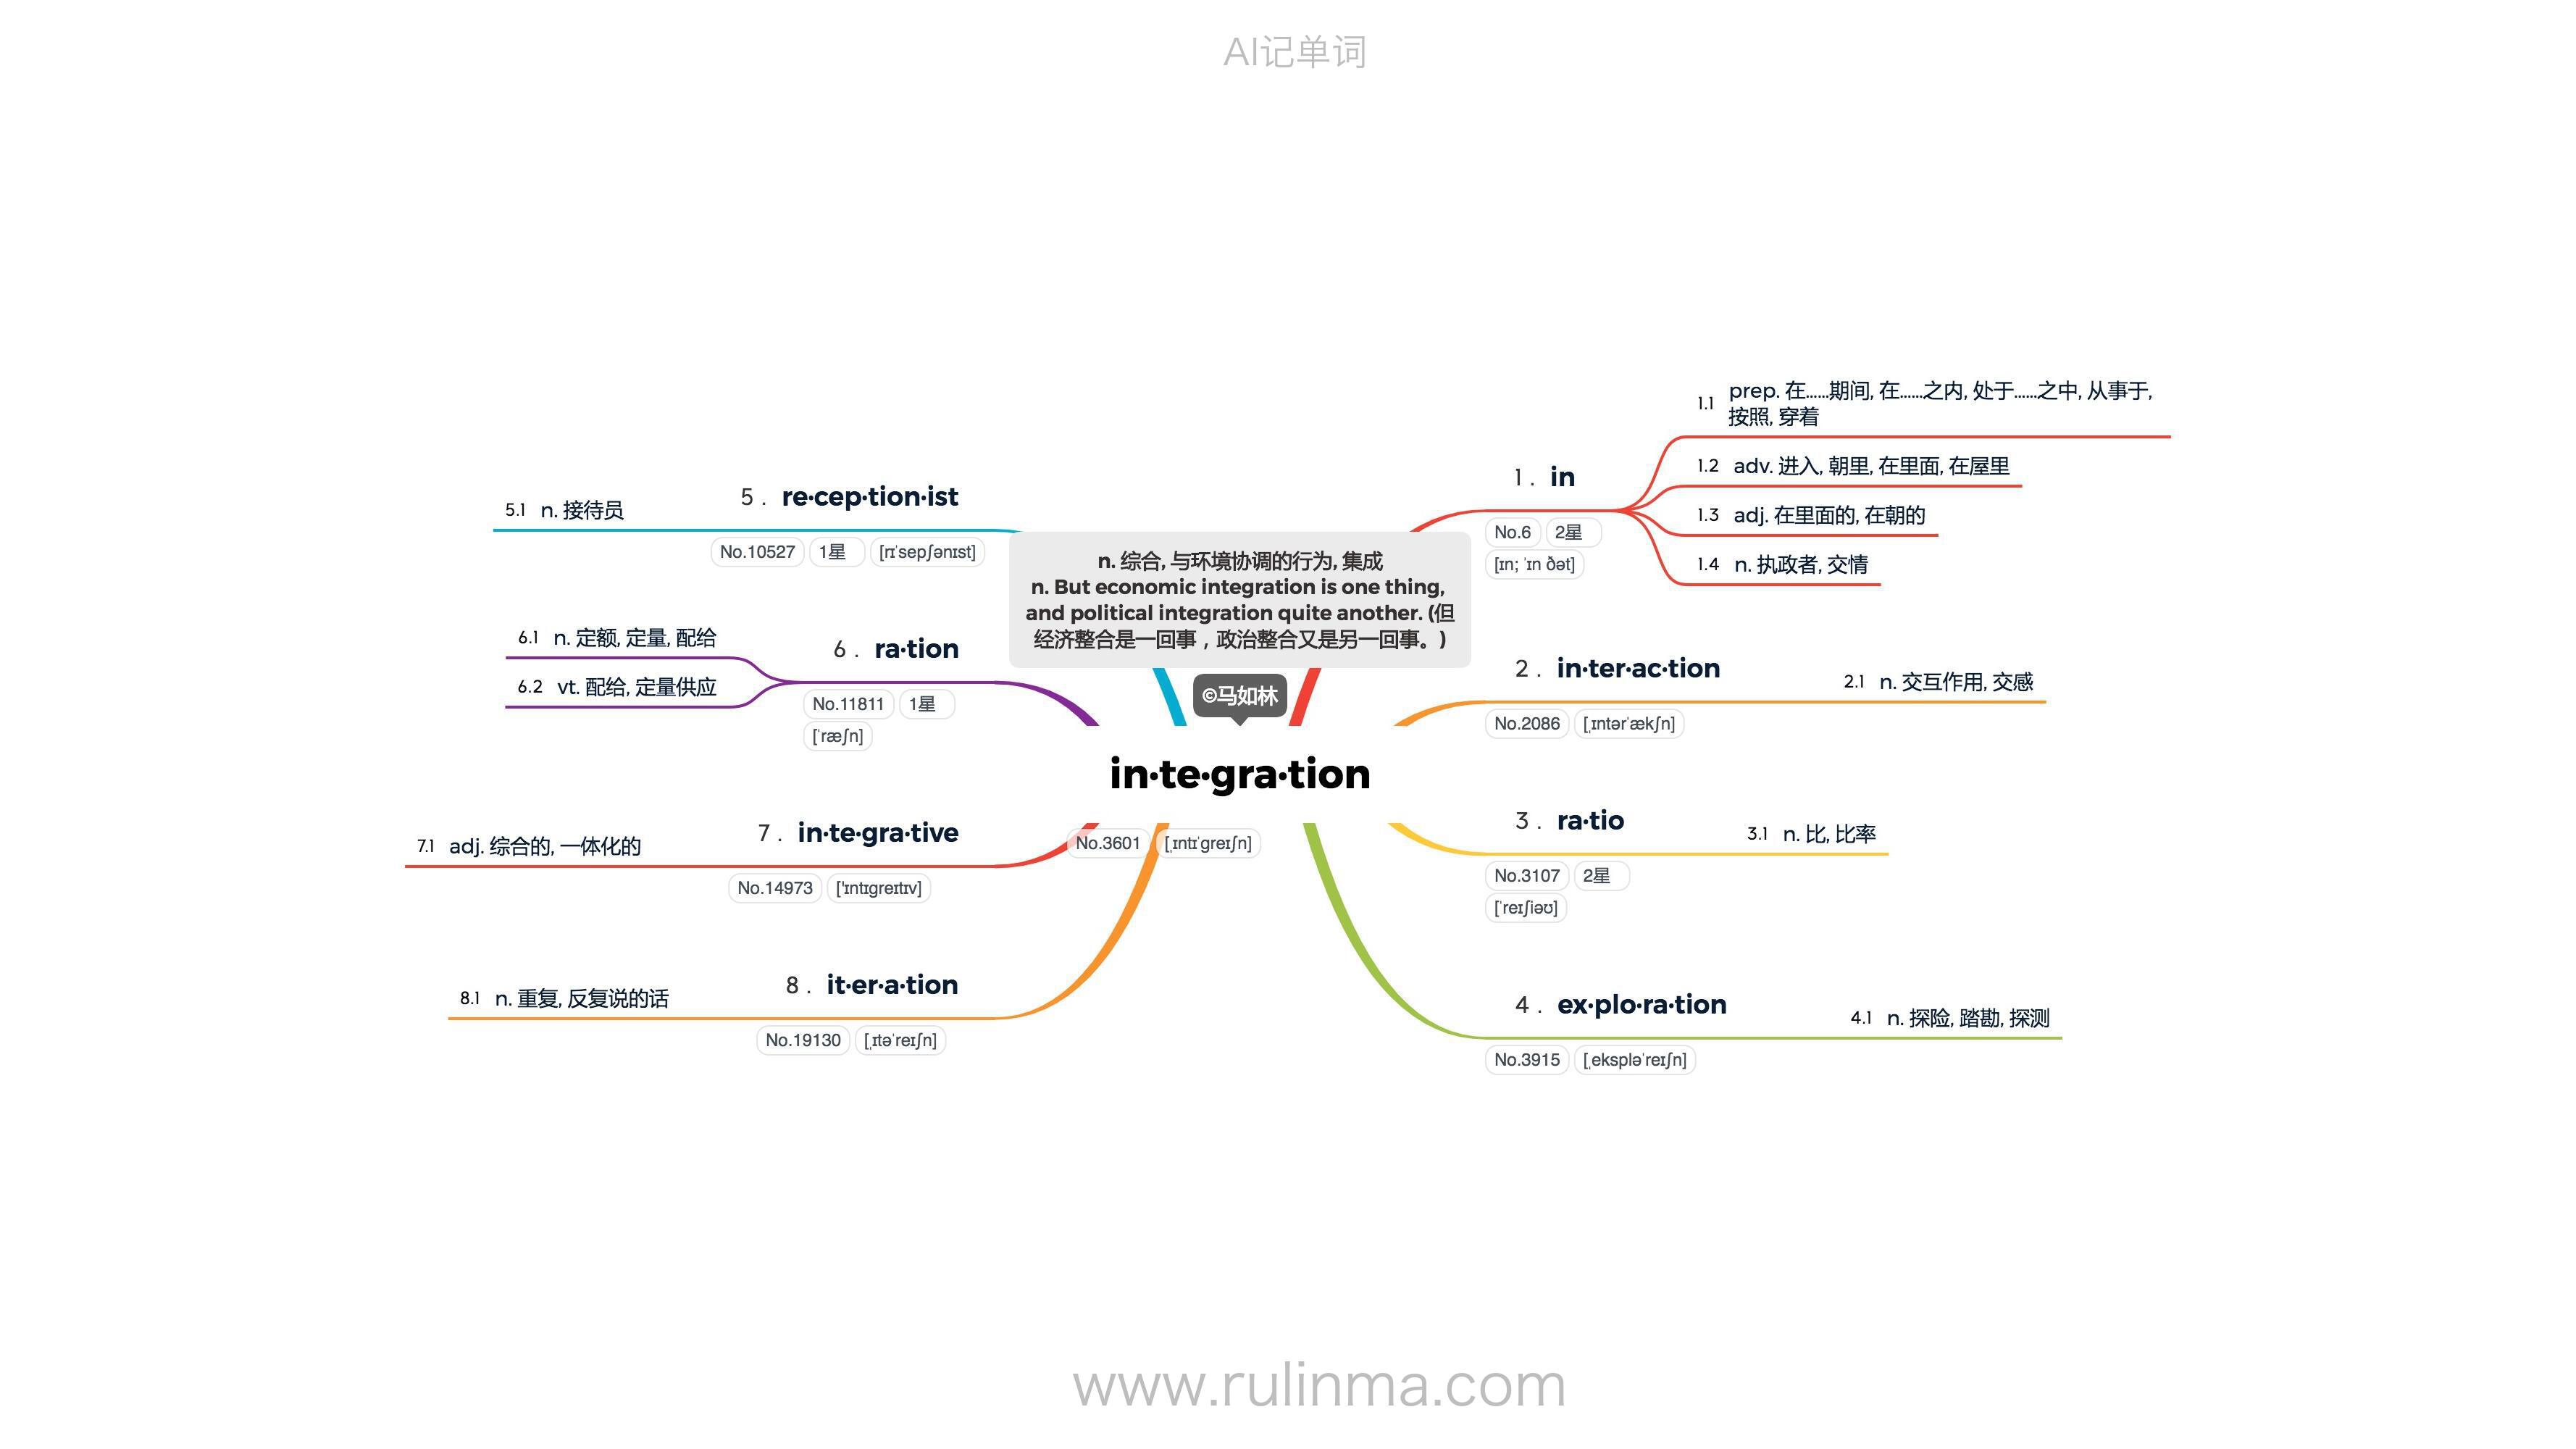 AI记单词
n. 综合, 与环境协调的行为, 集成
n. But economic integration is one thing,
and political integration quite another. (但
经济整合是一回事，政治整合又是另一回事。)
©马如林
in·te·gra·tion
No.3601 [ˌɪntɪˈgreɪʃn]
1. in
No.6 2星
[ɪn; ˈɪn ðət]
1.1 prep. 在……期间, 在……之内, 处于……之中, 从事于,
按照, 穿着
1.2 adv. 进入, 朝里, 在里面, 在屋里
1.3 adj. 在里面的, 在朝的
1.4 n. 执政者, 交情
2. in·ter·ac·tion
No.2086 [ˌɪntərˈækʃn]
2.1 n. 交互作用, 交感
3. ra·tio
No.3107 2星
[ˈreɪʃiəʊ]
3.1 n. 比, 比率
4. ex·plo·ra·tion
No.3915 [ˌekspləˈreɪʃn]
4.1 n. 探险, 踏勘, 探测
5. re·cep·tion·ist
No.10527 1星 [rɪˈsepʃənɪst]
5.1 n. 接待员
6. ra·tion
No.11811 1星
[ˈræʃn]
6.1 n. 定额, 定量, 配给
6.2 vt. 配给, 定量供应
7. in·te·gra·tive
No.14973 [ˈɪntɪgreɪtɪv]
7.1 adj. 综合的, 一体化的
8. it·er·a·tion
No.19130 [ˌɪtəˈreɪʃn]
8.1 n. 重复, 反复说的话
www.rulinma.com